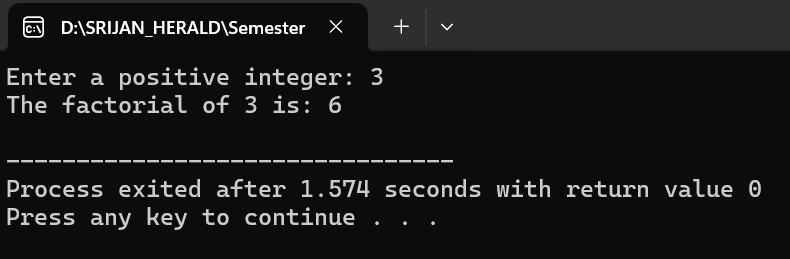 D:\SRIJAN_HERALD\Semester
Enter a positive integer: 3
The factorial of 3 is: 6
--------------------------------
Process exited after 1.574 seconds with return value 0
Press any key to continue . . .